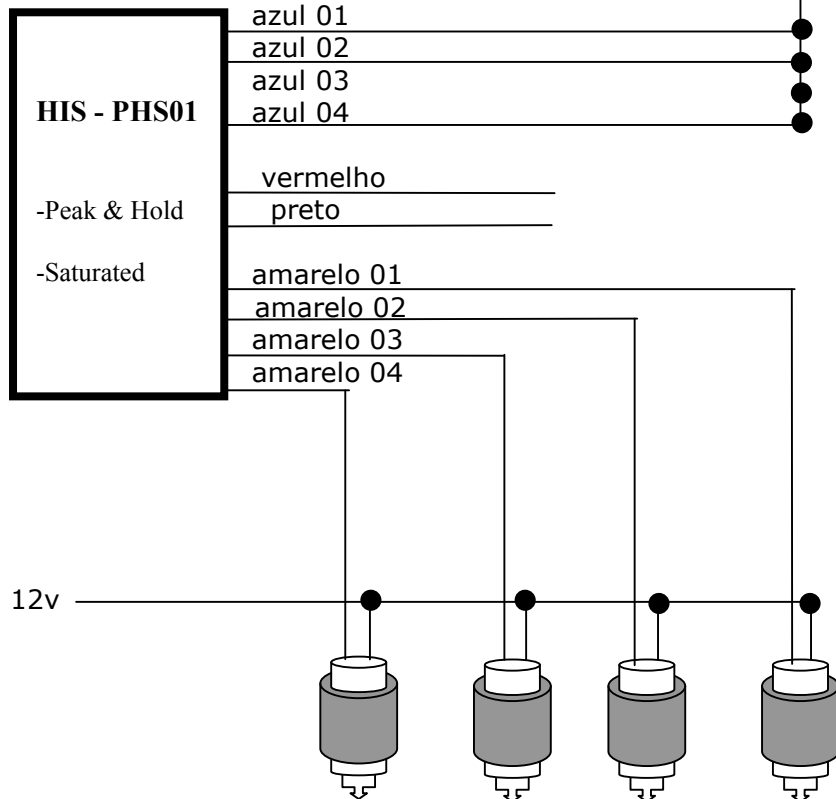 azul 01
azul 02
azul 03
azul 04
HIS - PHS01
-Peak & Hold
-Saturated
vermelho
preto
amarelo 01
amarelo 02
amarelo 03
amarelo 04
12v